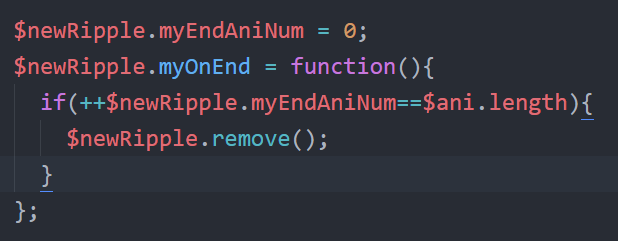 $newRipple.myEndAniNum = 0;
$newRipple.myOnEnd = function(){
  if(++$newRipple.myEndAniNum==$ani.length){
    $newRipple.remove();
  }
};